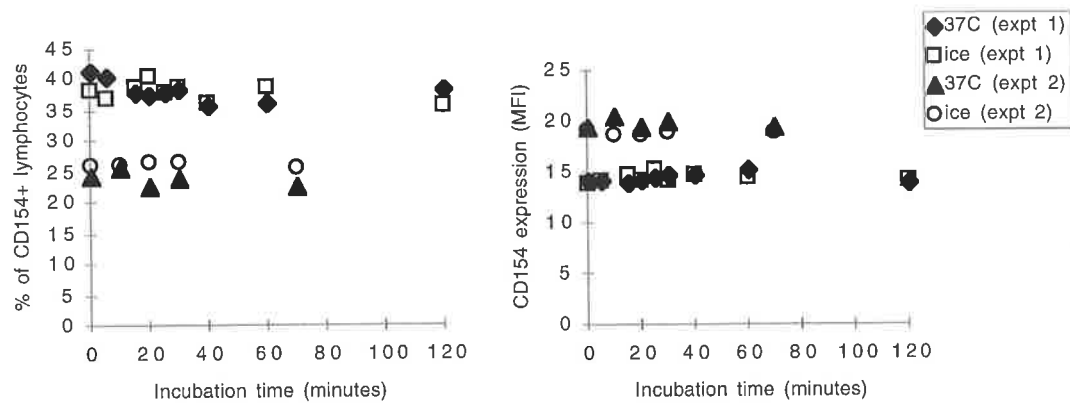 37C (expt 1)
ice (expt 1)
37C (expt 2)
ice (expt 2)
% of CD154+ lymphocytes
45
40
35
30
25
20
15
10
5
0
0 20 40 60 80 100 120
Incubation time (minutes)
CD154 expression (MFI)
25
20
15
10
5
0
0 20 40 60 80 100 120
Incubation time (minutes)